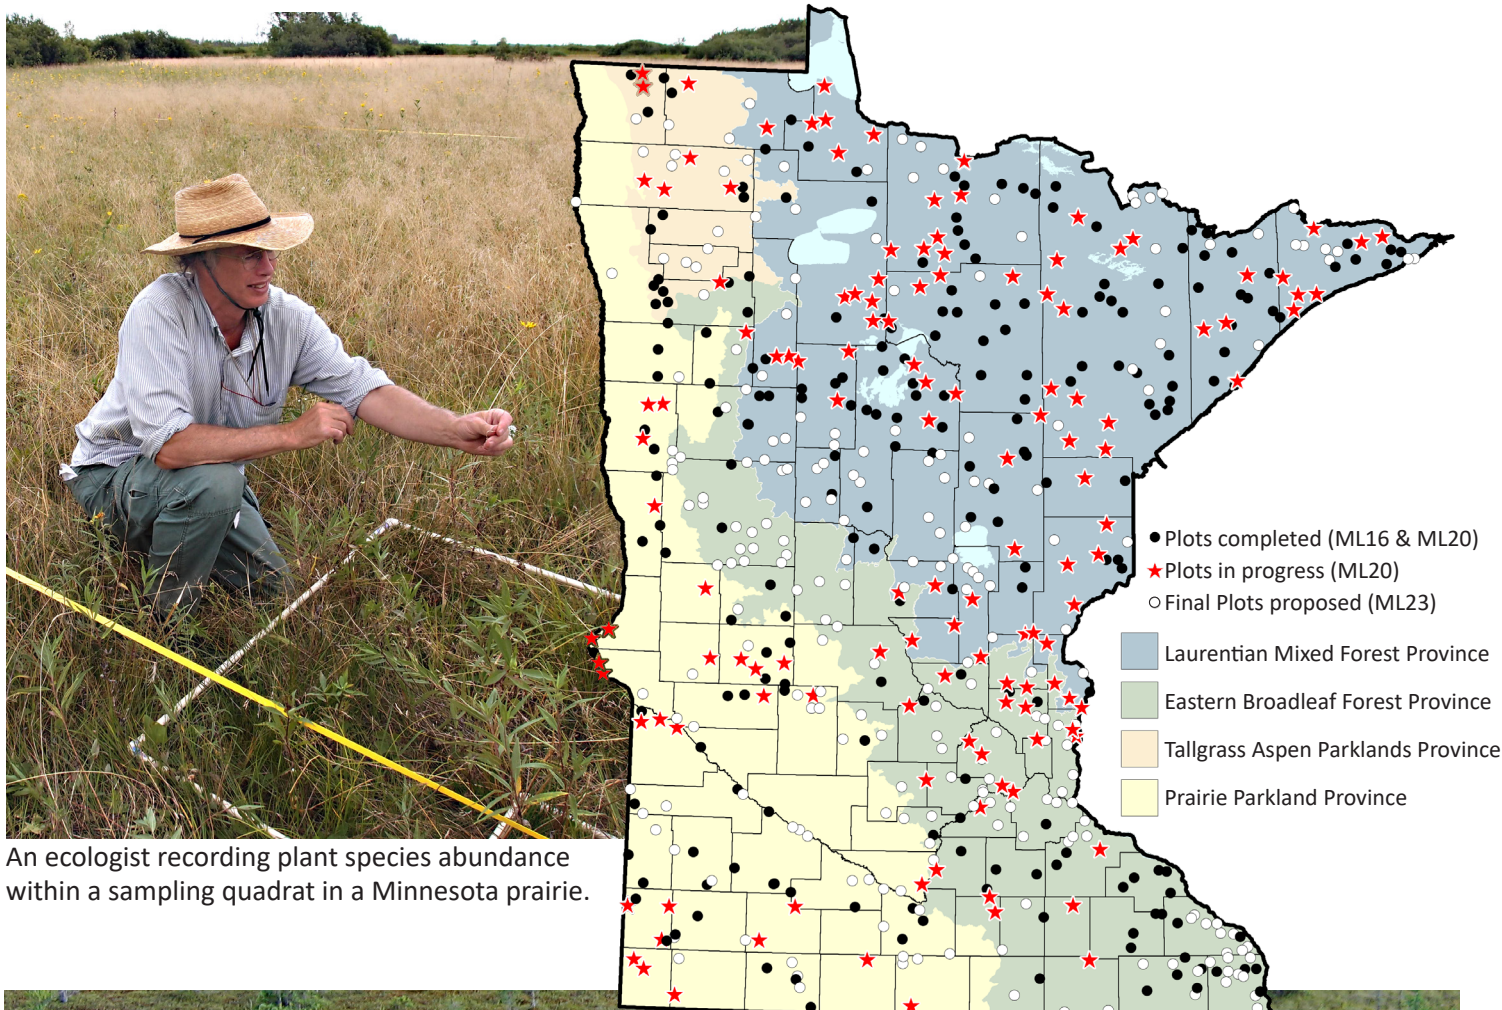 Plots completed (ML16 & ML20)
Plots in progress (ML20)
Final Plots proposed (ML23)
Laurentian Mixed Forest Province
Eastern Broadleaf Forest Province
Tallgrass Aspen Parklands Province
Prairie Parkland Province
An ecologist recording plant species abundance
within a sampling quadrat in a Minnesota prairie.